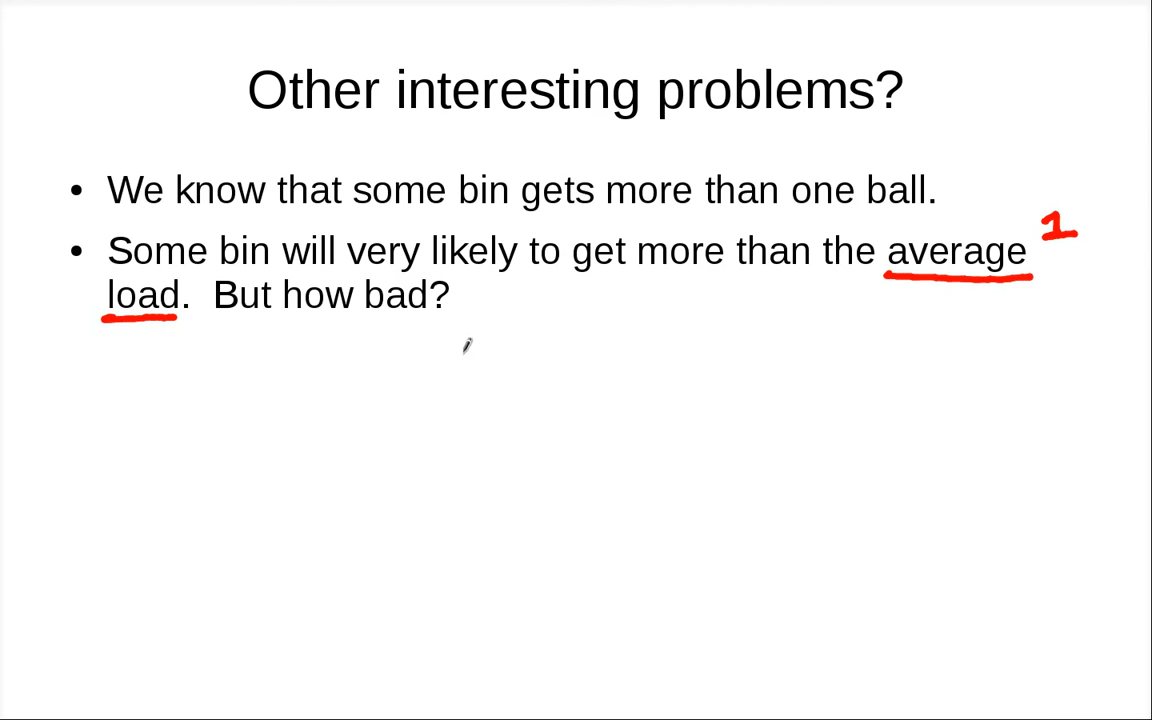 Other interesting problems?
• We know that some bin gets more than one ball.
1
• Some bin will very likely to get more than the average
load. But how bad?